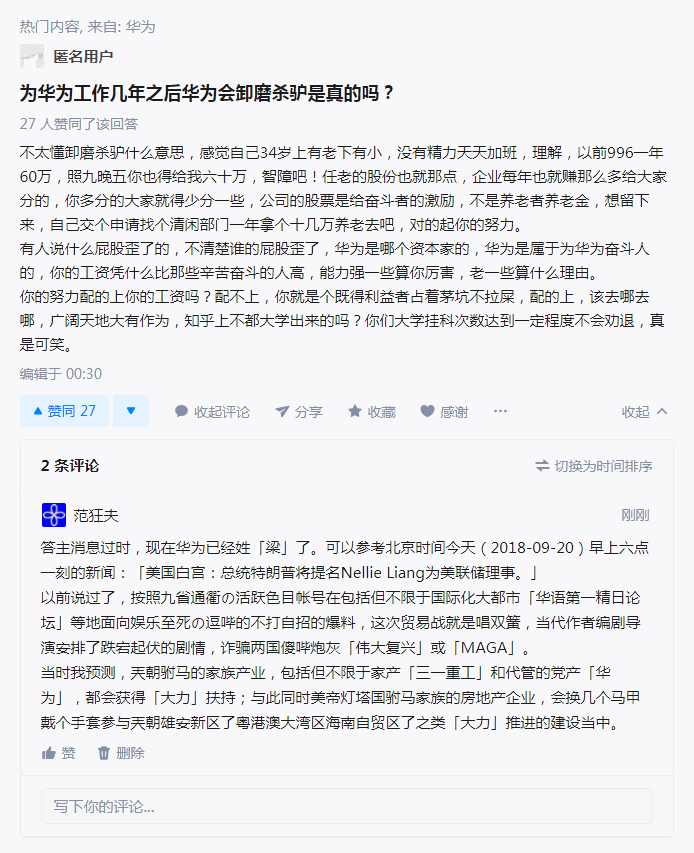 热门内容, 来自: 华为
匿名用户
为华为工作几年之后华为会卸磨杀驴是真的吗？
27 人赞同了该回答
不太懂卸磨杀驴什么意思，感觉自己34岁上有老下有小，没有精力天天加班，理解，以前996一年
60万，照九晚五你也得给我六十万，智障吧！任老的股份也就那点，企业每年也就赚那么多给大家
分的，你多分的大家就得少分一些，公司的股票是给奋斗者的激励，不是养老者养老金，想留下
来，自己交个申请找个清闲部门一年拿个十几万养老去吧，对的起你的努力。
有人说什么屁股歪了的，不清楚谁的屁股歪了，华为是哪个资本家的，华为是属于为华为奋斗人
的，你的工资凭什么比那些辛苦奋斗的人高，能力强一些算你厉害，老一些算什么理由。
你的努力配的上你的工资吗？配不上，你就是个既得利益者占着茅坑不拉屎，配的上，该去哪去
哪，广阔天地大有作为，知乎上不都大学出来的吗？你们大学挂科次数达到一定程度不会劝退，真
是可笑。
编辑于 00:30
赞同 27 收起评论 分享 收藏 感谢 ··· 收起
2 条评论 切换为时间排序
范狂夫 刚刚
答主消息过时，现在华为已经姓「梁」了。可以参考北京时间今天（2018-09-20）早上六点
一刻的新闻：「美国白宫：总统特朗普将提名Nellie Liang为美联储理事。」
以前说过了，按照九省通衢の活跃色目帐号在包括但不限于国际化大都市「华语第一精日论
坛」等地面向娱乐至死の逗哔的不打自招的爆料，这次贸易战就是唱双簧，当代作者编剧导
演安排了跌宕起伏的剧情，诈骗两国傻哔炮灰「伟大复兴」或「MAGA」。
当时我预测，天朝驸马的家族产业，包括但不限于家产「三一重工」和代管的党产「华
为」，都会获得「大力」扶持；与此同时美帝灯塔国驸马家族的房地产企业，会换几个马甲
戴个手套参与天朝雄安新区了粤港澳大湾区海南自贸区了之类「大力」推进的建设当中。
赞 删除
写下你的评论...